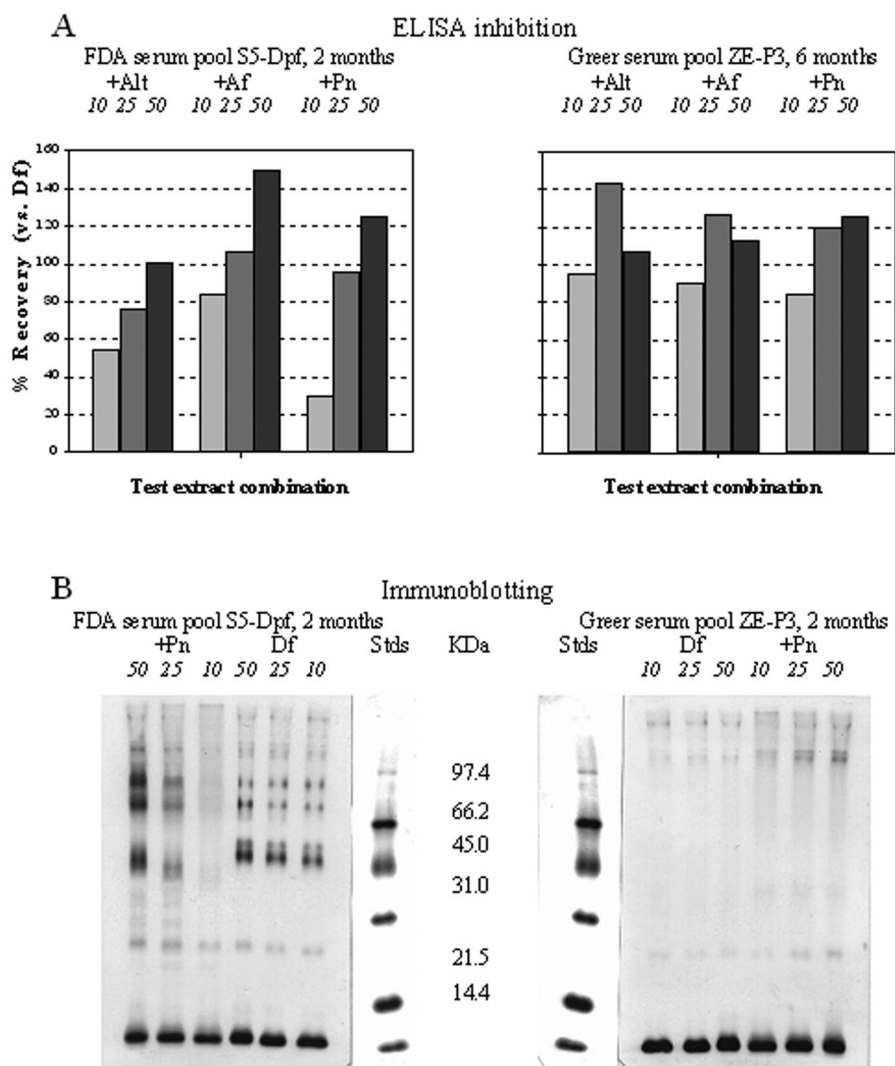 A
ELISA inhibition
FDA serum pool S5-Dpf, 2 months
+Alt +Af +Pn
10 25 50 10 25 50 10 25 50
Greer serum pool ZE-P3, 6 months
+Alt +Af +Pn
10 25 50 10 25 50 10 25 50
% Recovery (vs. Df)
160
140
120
100
80
60
40
20
0
Test extract combination
Test extract combination
B
Immunoblotting
FDA serum pool S5-Dpf, 2 months
+Pn Df Stds KDa
50 25 10 50 25 10
Greer serum pool ZE-P3, 2 months
Stds Df +Pn
10 25 50 10 25 50
97.4
66.2
45.0
31.0
21.5
14.4